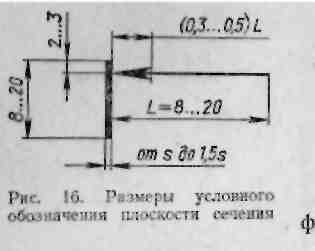 2...3
(0,3...0,5) L
8...20
L=8...20
от s до 1,5s
Рис. 16. Размеры условного
обозначения плоскости сечения
ф